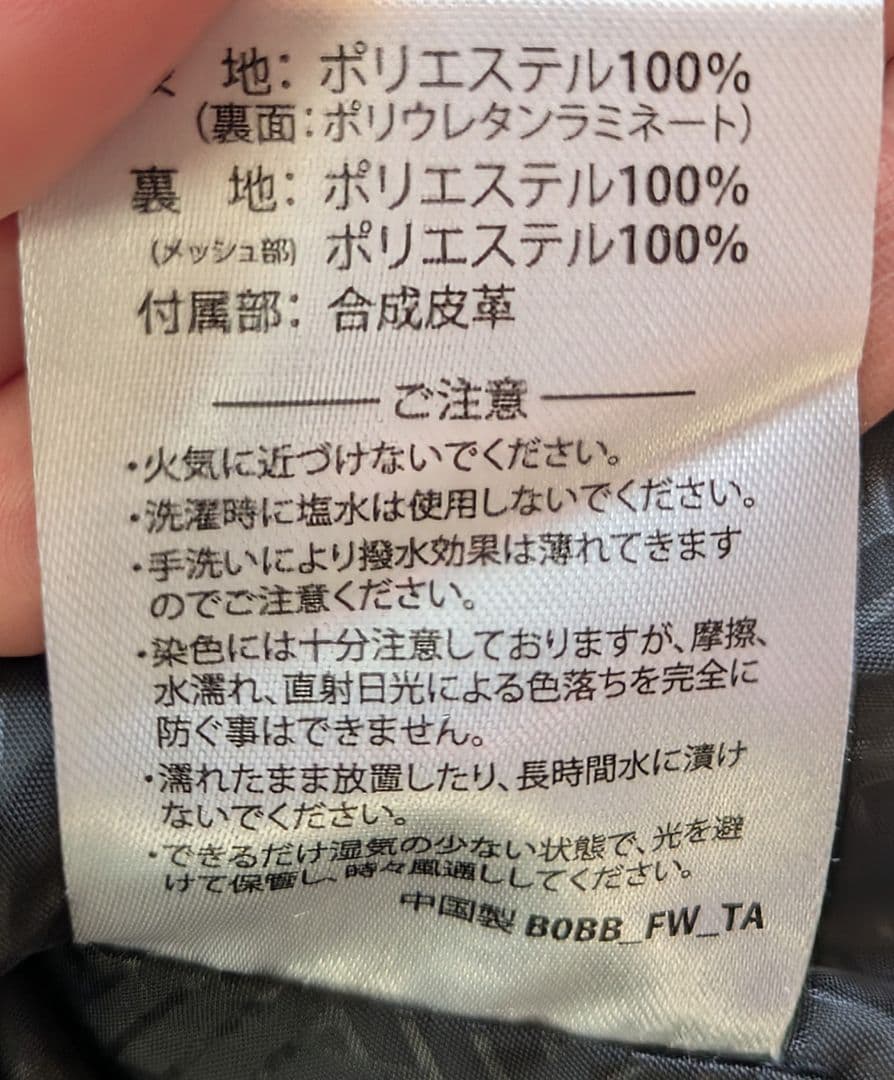 地：ポリエステル100%
（裏面：ポリウレタンラミネート）
裏　地：ポリエステル100%
(メッシュ部) ポリエステル100%
付属部：合成皮革
ご注意
・火気に近づけないでください。
・洗濯時に塩水は使用しないでください。
・手洗いにより撥水効果は薄れてきます
のでご注意ください。
・染色には十分注意しておりますが、摩擦、
水濡れ、直射日光による色落ちを完全に
防ぐ事はできません。
・濡れたまま放置したり、長時間水に漬け
ないでください。
・できるだけ湿気の少ない状態で、光を避
けて保管し、時々風通ししてください。
中国製 BOBB_FW_TA